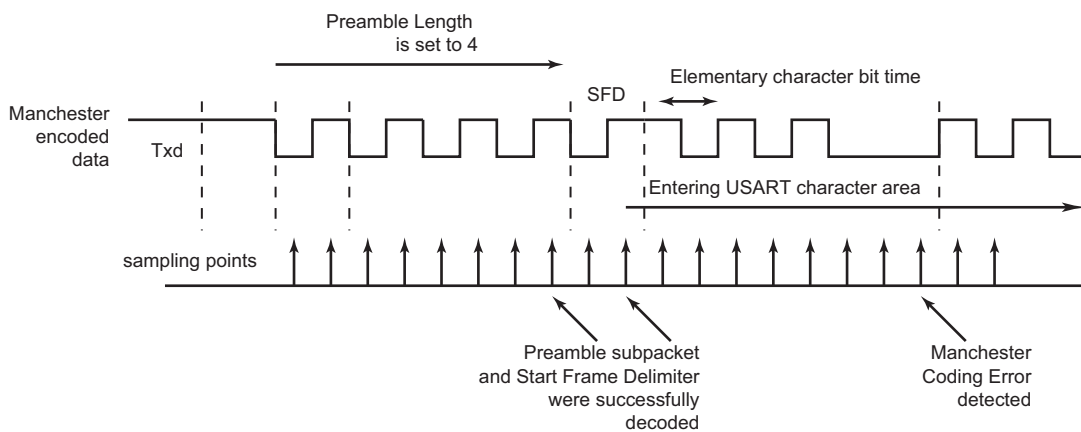 Preamble Length
is set to 4
Elementary character bit time
SFD
Manchester
encoded
data
Txd
Entering USART character area
sampling points
Preamble subpacket
and Start Frame Delimiter
were successfully
decoded
Manchester
Coding Error
detected